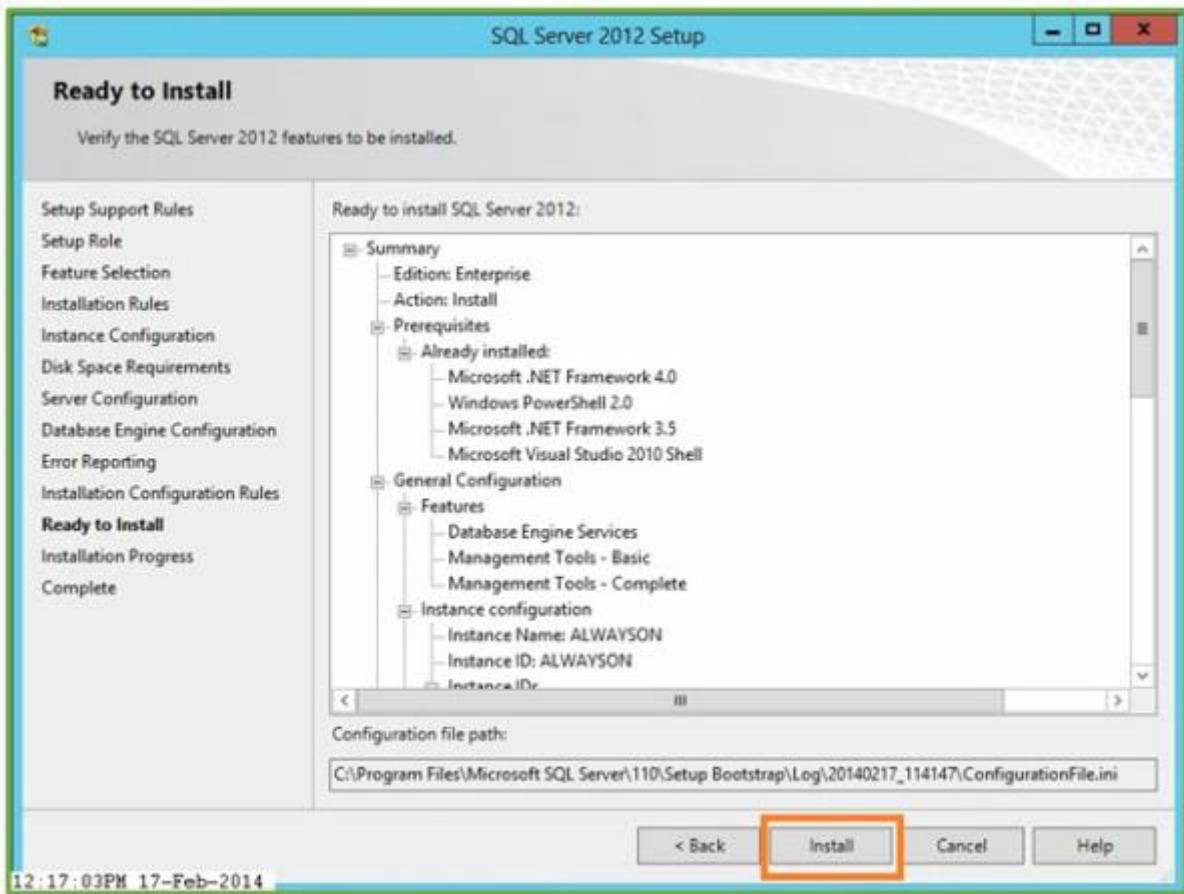 SQL Server 2012 Setup
Ready to Install
Verify the SQL Server 2012 features to be installed.
Setup Support Rules
Setup Role
Feature Selection
Installation Rules
Instance Configuration
Disk Space Requirements
Server Configuration
Database Engine Configuration
Error Reporting
Installation Configuration Rules
Ready to Install
Installation Progress
Complete
Ready to install SQL Server 2012:
Summary
Edition: Enterprise
Action: Install
Prerequisites
Already installed:
Microsoft .NET Framework 4.0
Windows PowerShell 2.0
Microsoft .NET Framework 3.5
Microsoft Visual Studio 2010 Shell
General Configuration
Features
Database Engine Services
Management Tools - Basic
Management Tools - Complete
Instance configuration
Instance Name: ALWAYSON
Instance ID: ALWAYSON
Instance IDs
Configuration file path:
C:\Program Files\Microsoft SQL Server\110\Setup Bootstrap\Log\20140217_114147\ConfigurationFile.ini
< Back
Install
Cancel
Help
12:17:03PM 17-Feb-2014